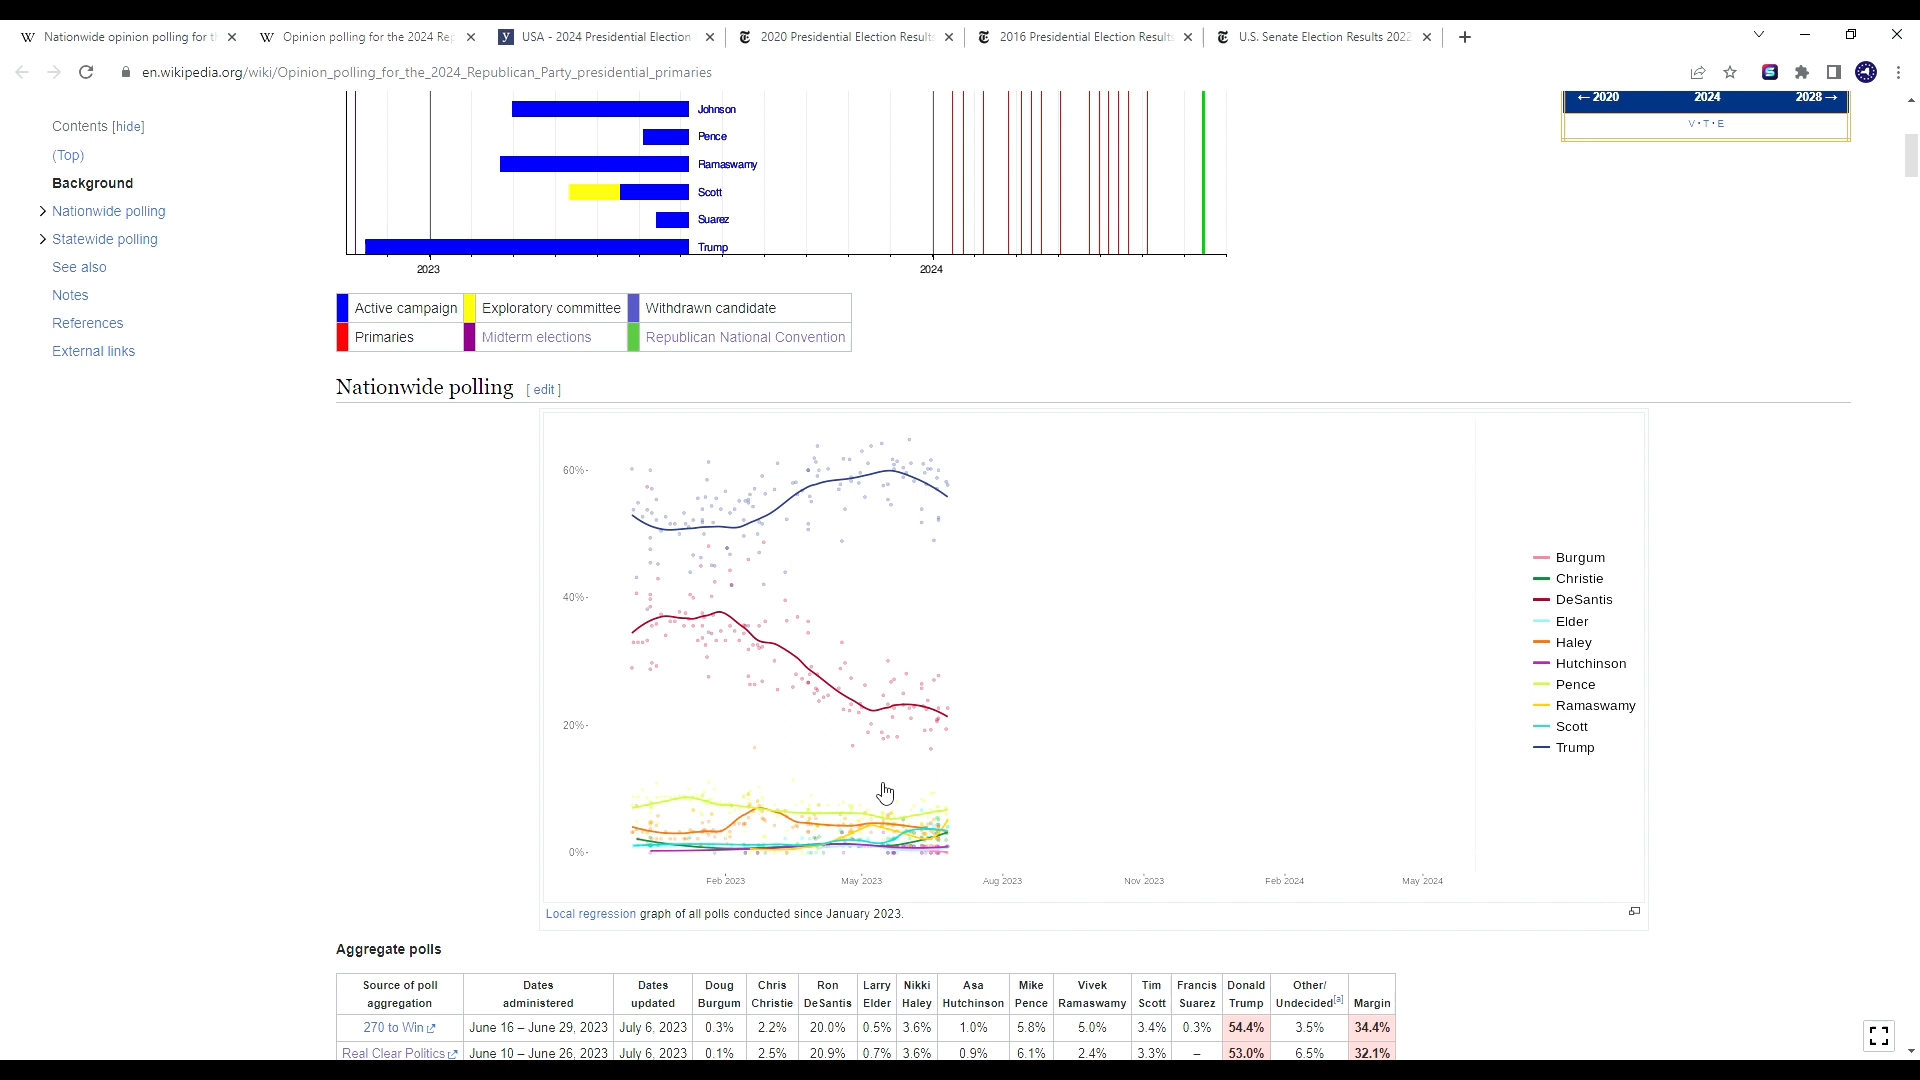 Nationwide opinion polling for th
Opinion polling for the 2024 Rep
USA - 2024 Presidential Election
2020 Presidential Election Results
2016 Presidential Election Results
U.S. Senate Election Results 2022
en.wikipedia.org/wiki/Opinion_polling_for_the_2024_Republican_Party_presidential_primaries
← 2020 2024 2028 →
V · T · E
Contents [hide]
(Top)
Background
Nationwide polling
Statewide polling
See also
Notes
References
External links
Johnson
Pence
Ramaswamy
Scott
Suarez
Trump
2023 2024
Active campaign Exploratory committee Withdrawn candidate
Primaries Midterm elections Republican National Convention
Nationwide polling [ edit ]
60%
40%
20%
0%
Feb 2023 May 2023 Aug 2023 Nov 2023 Feb 2024 May 2024
Burgum
Christie
DeSantis
Elder
Haley
Hutchinson
Pence
Ramaswamy
Scott
Trump
Local regression graph of all polls conducted since January 2023.
Aggregate polls
Source of poll aggregation Dates administered Dates updated Doug Burgum Chris Christie Ron DeSantis Larry Elder Nikki Haley Asa Hutchinson Mike Pence Vivek Ramaswamy Tim Scott Francis Suarez Donald Trump Other/ Undecided[a] Margin
270 to Win June 16 – June 29, 2023 July 6, 2023 0.3% 2.2% 20.0% 0.5% 3.6% 1.0% 5.8% 5.0% 3.4% 0.3% 54.4% 3.5% 34.4%
Real Clear Politics June 10 – June 26, 2023 July 6, 2023 0.1% 2.5% 20.9% 0.7% 3.6% 0.9% 6.1% 2.4% 3.3% – 53.0% 6.5% 32.1%